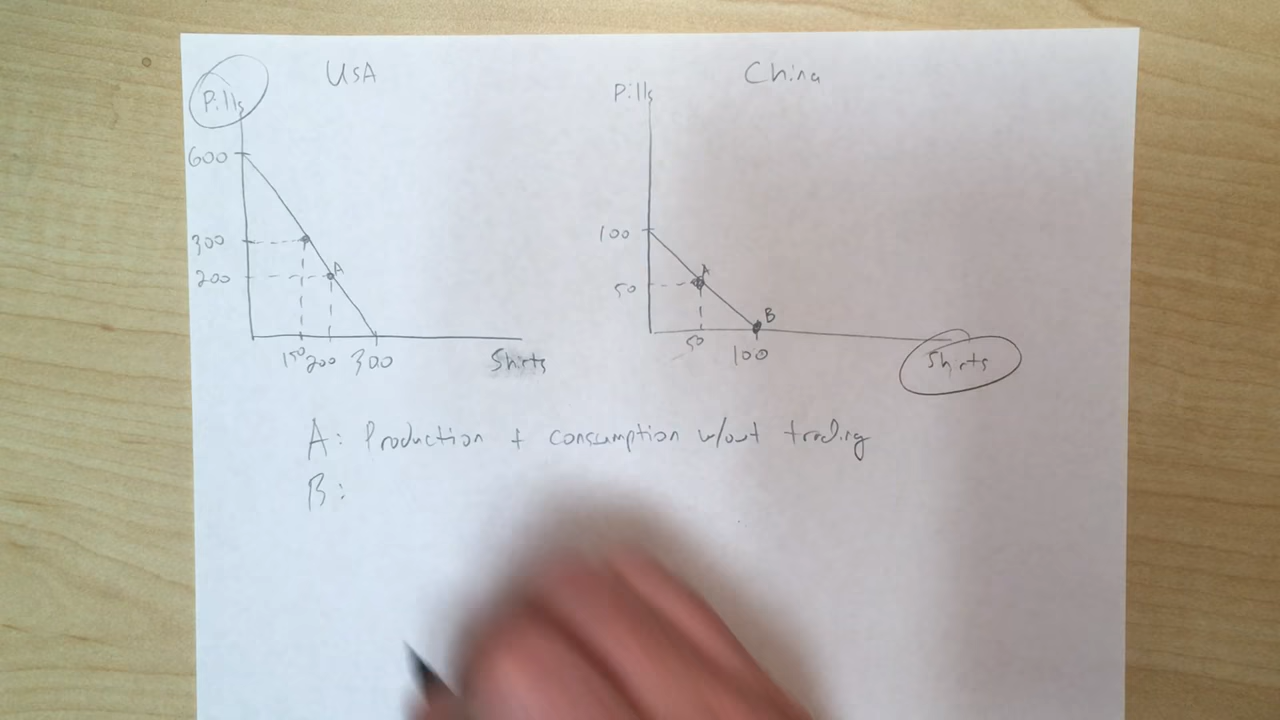 USA
Pills
600
300
200
A
150 200 300
Shirts
China
Pills
100
50
A
B
50
100
Shirts
A: Production + consumption w/out trading
B: